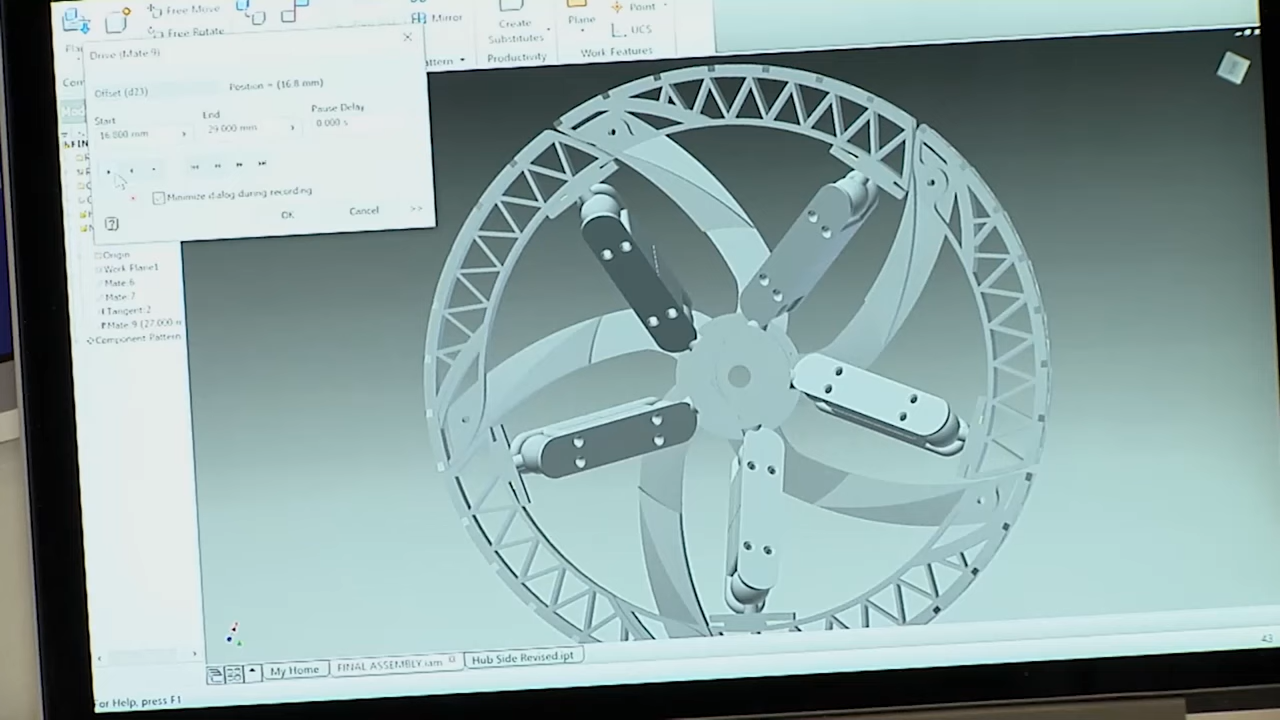 Free Move
Free Rotate
Mirror
Create
Substitutes
Productivity
Plane
Point
UCS
Work Features
Drive (Mate:9)
Offset (d23)
Position = (16.8 mm)
Start
End
Pause Delay
16.800 mm
29.000 mm
0.000 s
Minimize dialog during recording
OK
Cancel
>>
Origin
Work Plane1
Mate:6
Mate:7
Tangent:2
Mate:9 (27.000 m
Component Pattern
My Home
FINAL ASSEMBLY.iam
Hub Side Revised.ipt
or Help, press F1
43